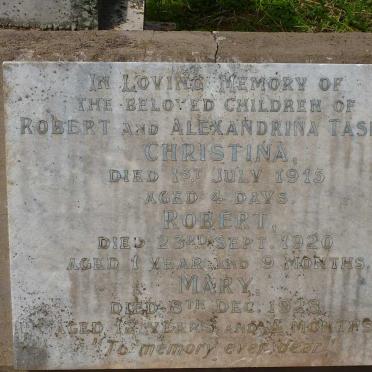 IN LOVING MEMORY OF
THE BELOVED CHILDREN OF
ROBERT AND ALEXANDRINA
CHRISTINA,
DIED 1ST JULY 1915
AGED 4 DAYS.
ROBERT,
DIED 23RD SEPT. 1920
AGED 1 YEAR AND 9 MONTHS,
MARY,
DIED 8TH DEC. 1928
AGED YEARS AND MONTHS
"To memory ever dear"